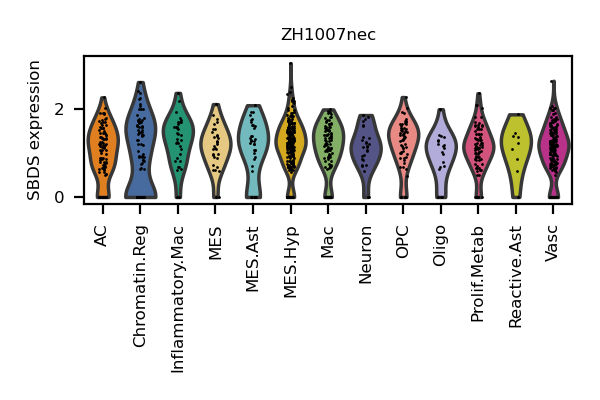 ZH1007nec
SBDS expression
2
0
AC
Chromatin.Reg
Inflammatory.Mac
MES
MES.Ast
MES.Hyp
Mac
Neuron
OPC
Oligo
Prolif.Metab
Reactive.Ast
Vasc